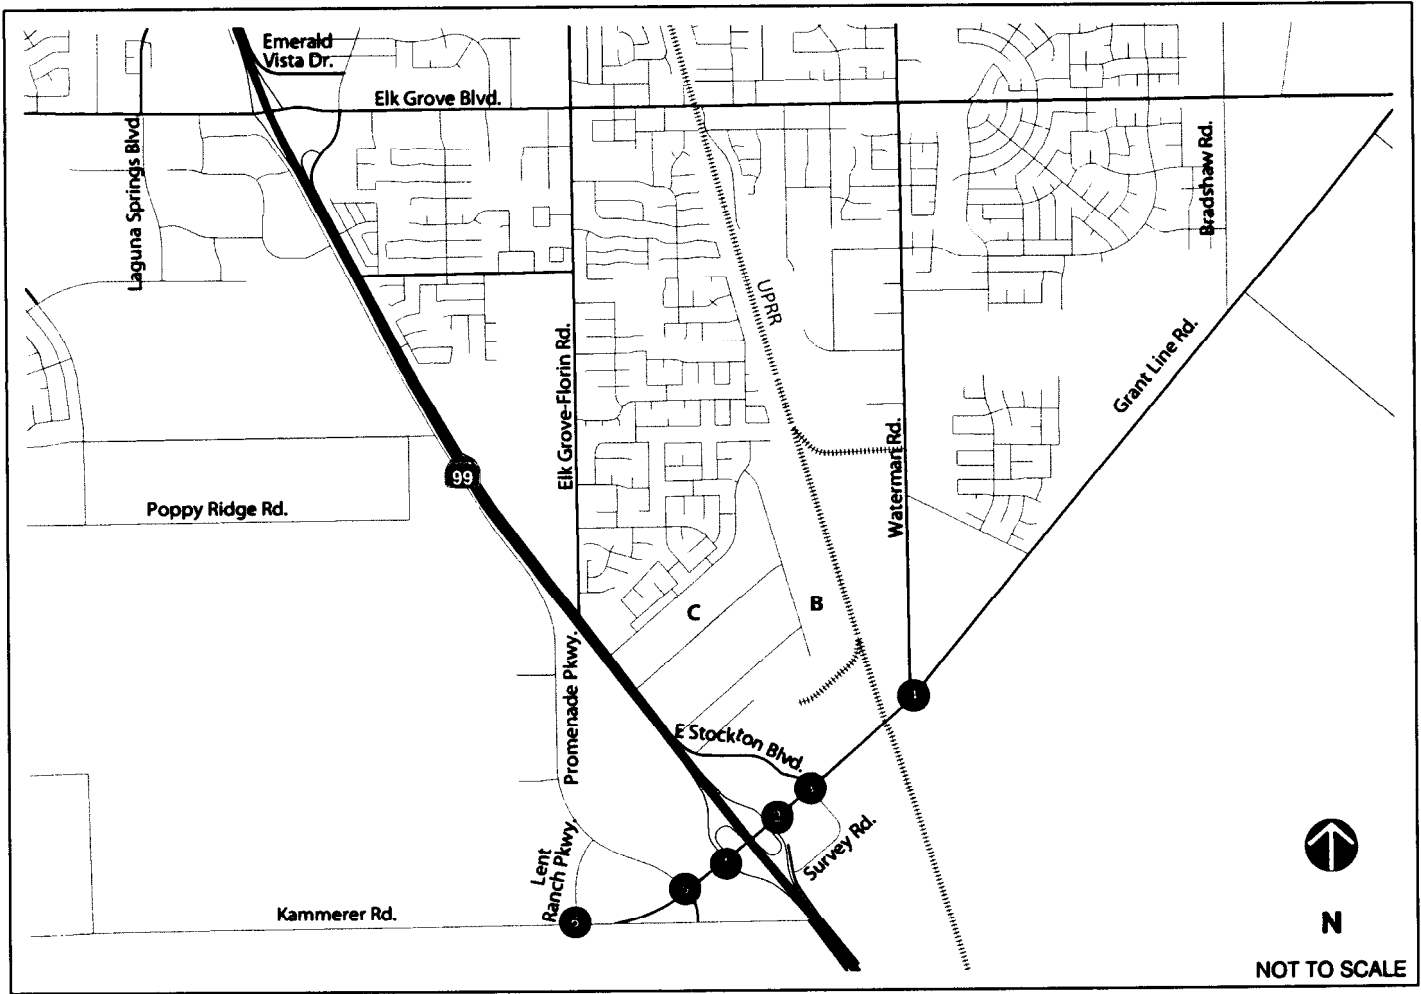 Emerald
Vista Dr.
Elk Grove Blvd.
Laguna Springs Blvd.
Bradshaw Rd.
UPRR
Elk Grove-Florin Rd.
Grant Line Rd.
Waterman Rd.
99
Poppy Ridge Rd.
C
B
Promenade Pkwy.
E Stockton Blvd.
Survey Rd.
Lent
Ranch Pkwy.
Kammerer Rd.
N
NOT TO SCALE